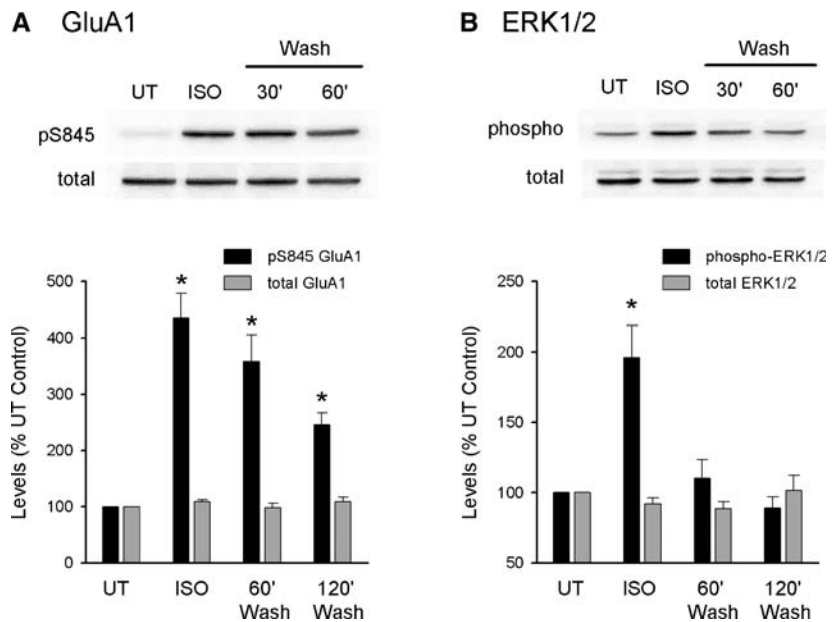 A GluA1
Wash
UT ISO 30' 60'
pS845
total
pS845 GluA1
total GluA1
Levels (% UT Control)
500
400
300
200
100
0
*
*
*
UT ISO 60' Wash 120' Wash
B ERK1/2
Wash
UT ISO 30' 60'
phospho
total
phospho-ERK1/2
total ERK1/2
Levels (% UT Control)
250
200
150
100
50
*
UT ISO 60' Wash 120' Wash